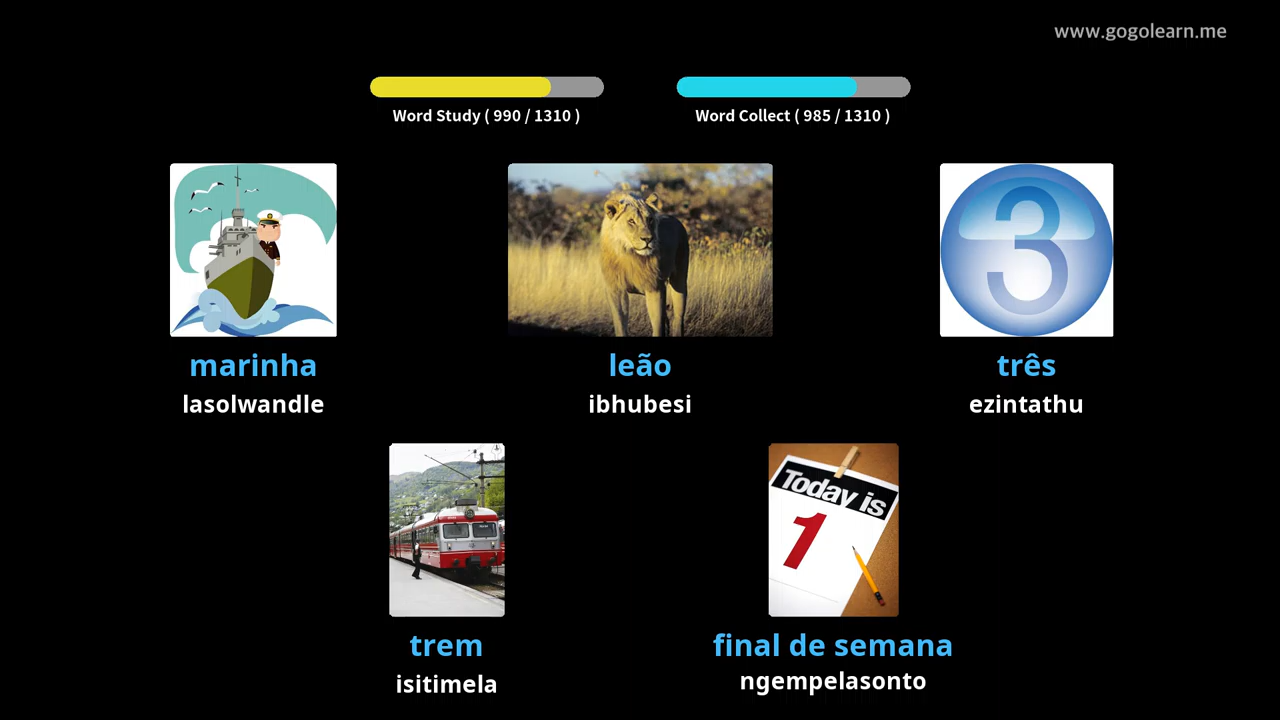 www.gogolearn.me
Word Study ( 990 / 1310 )
Word Collect ( 985 / 1310 )
3
marinha
lasolwandle
leão
ibhubesi
três
ezintathu
Today is
1
trem
isitimela
final de semana
ngempelasonto